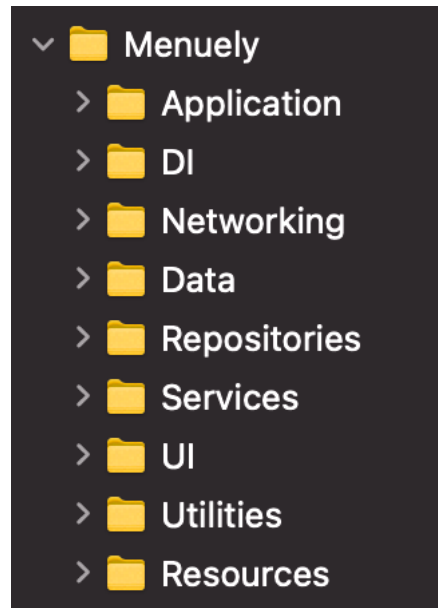 Menuely
Application
DI
Networking
Data
Repositories
Services
UI
Utilities
Resources